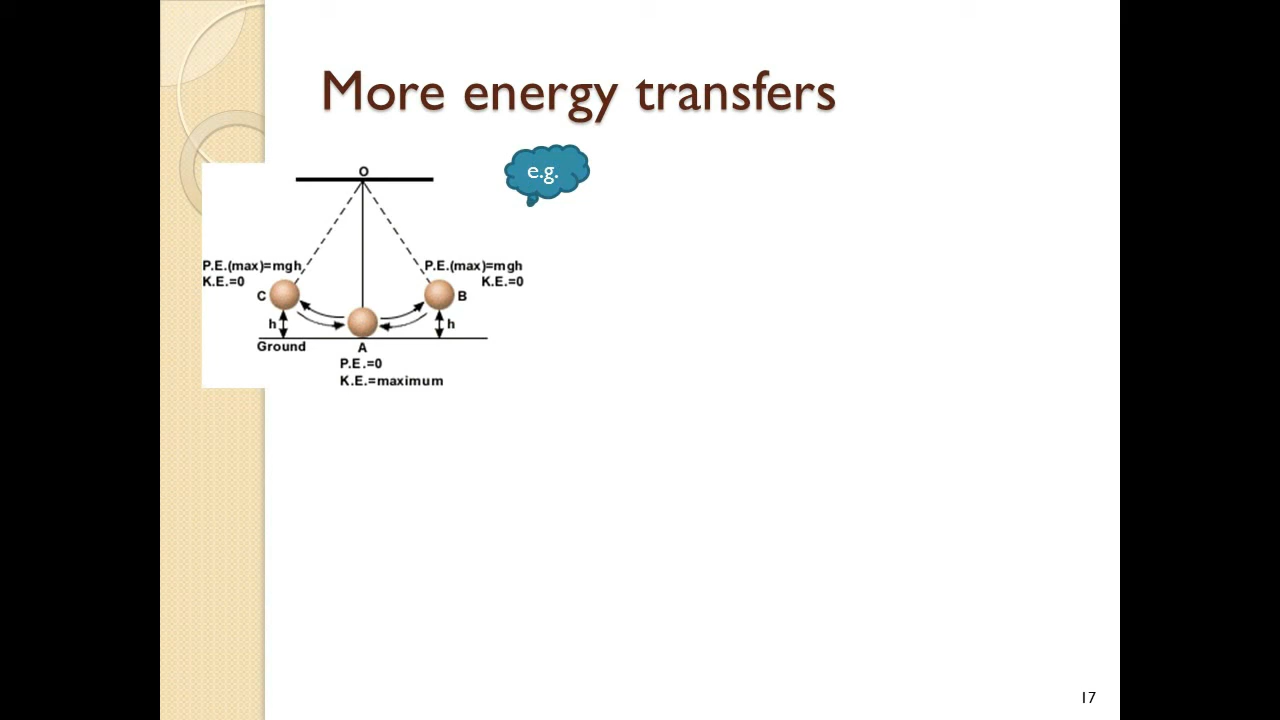 More energy transfers
e.g.
O
P.E.(max)=mgh
K.E.=0
P.E.(max)=mgh
K.E.=0
C
B
h
h
Ground
A
P.E.=0
K.E.=maximum
17